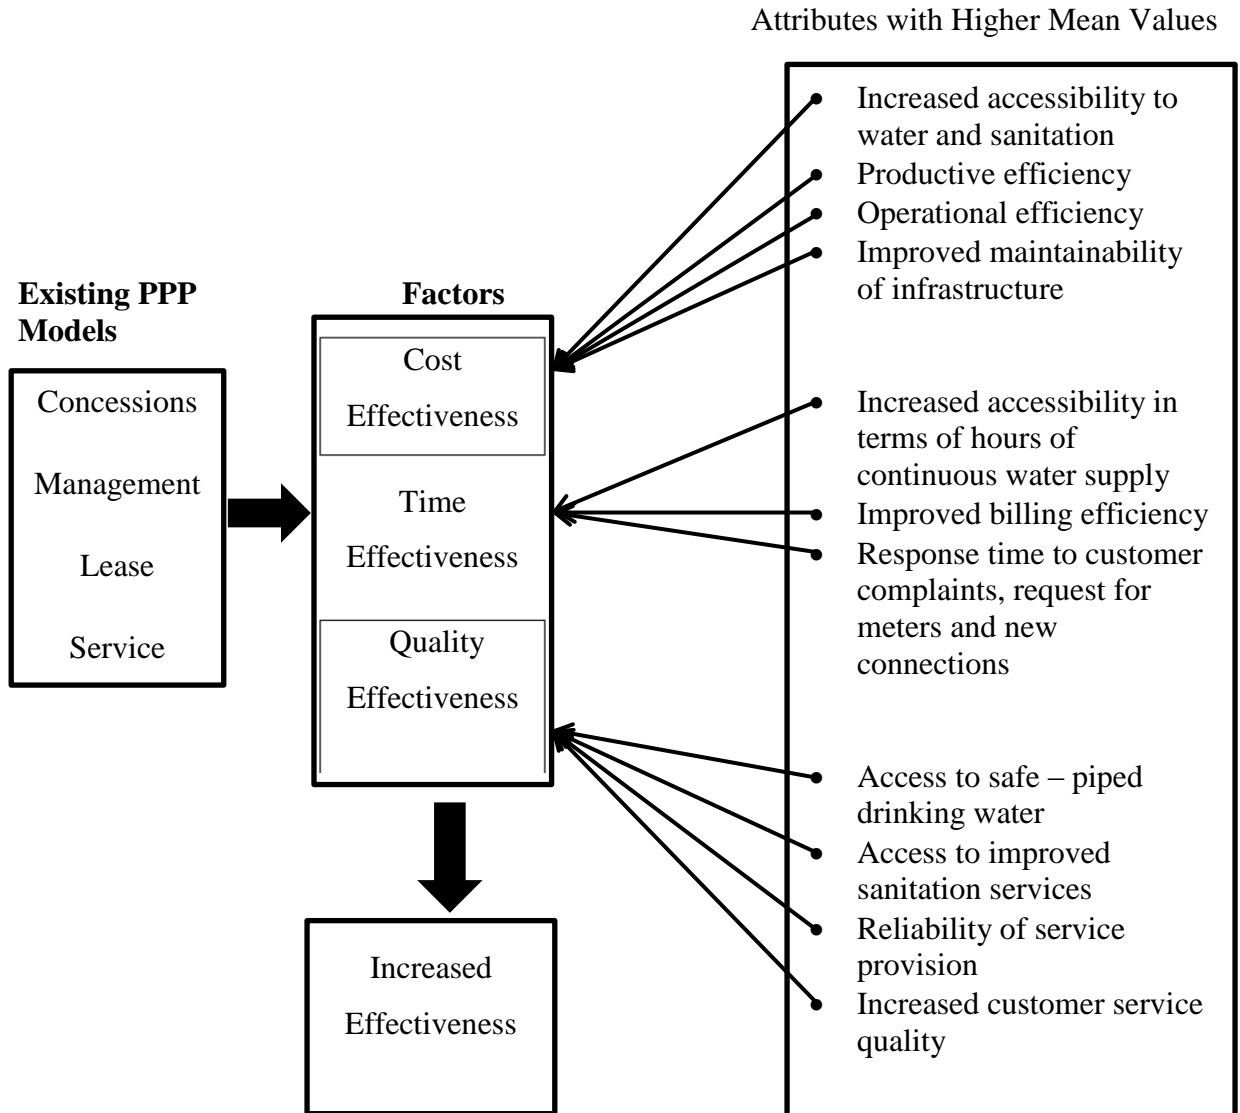 Attributes with Higher Mean Values
Increased accessibility to
water and sanitation
Productive efficiency
Operational efficiency
Improved maintainability
of infrastructure
Existing PPP
Models
Factors
Concessions
Management
Lease
Service
Cost
Effectiveness
Time
Effectiveness
Quality
Effectiveness
Increased accessibility in
terms of hours of
continuous water supply
Improved billing efficiency
Response time to customer
complaints, request for
meters and new
connections
Access to safe – piped
drinking water
Access to improved
sanitation services
Reliability of service
provision
Increased customer service
quality
Increased
Effectiveness